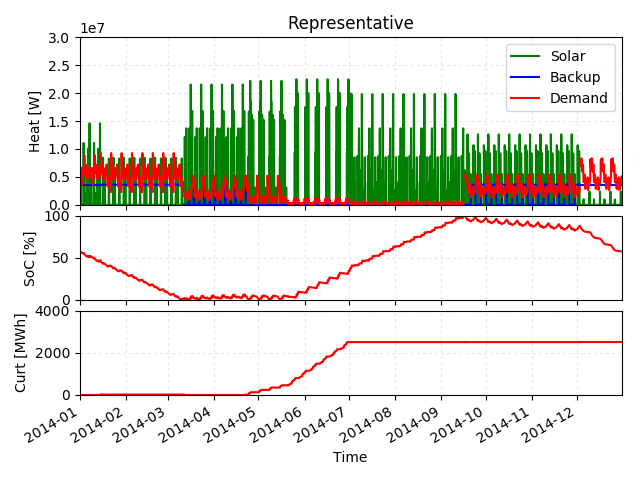 Representative
1e7
3.0
2.5
2.0
1.5
1.0
0.5
0.0
Heat [W]
Solar
Backup
Demand
100
50
0
SoC [%]
4000
2000
0
Curt [MWh]
2014-01
2014-02
2014-03
2014-04
2014-05
2014-06
2014-07
2014-08
2014-09
2014-10
2014-11
2014-12
Time